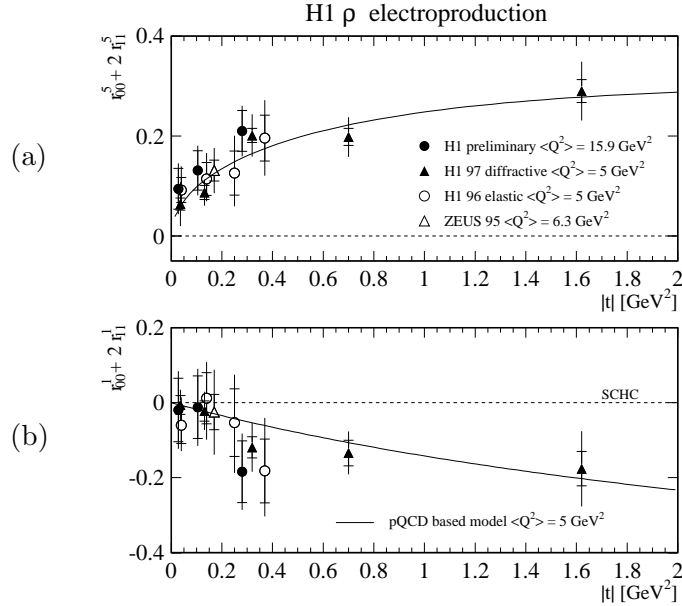 H1 ρ electroproduction
(a)
r⁵₀₀ + 2 r⁵₁₁
0.4
0.2
0
H1 preliminary <Q²> = 15.9 GeV²
H1 97 diffractive <Q²> = 5 GeV²
H1 96 elastic <Q²> = 5 GeV²
ZEUS 95 <Q²> = 6.3 GeV²
0 0.2 0.4 0.6 0.8 1 1.2 1.4 1.6 1.8 2
|t| [GeV²]
(b)
r¹₀₀ + 2 r¹₁₁
0.2
0
-0.2
-0.4
SCHC
pQCD based model <Q²> = 5 GeV²
0 0.2 0.4 0.6 0.8 1 1.2 1.4 1.6 1.8 2
|t| [GeV²]